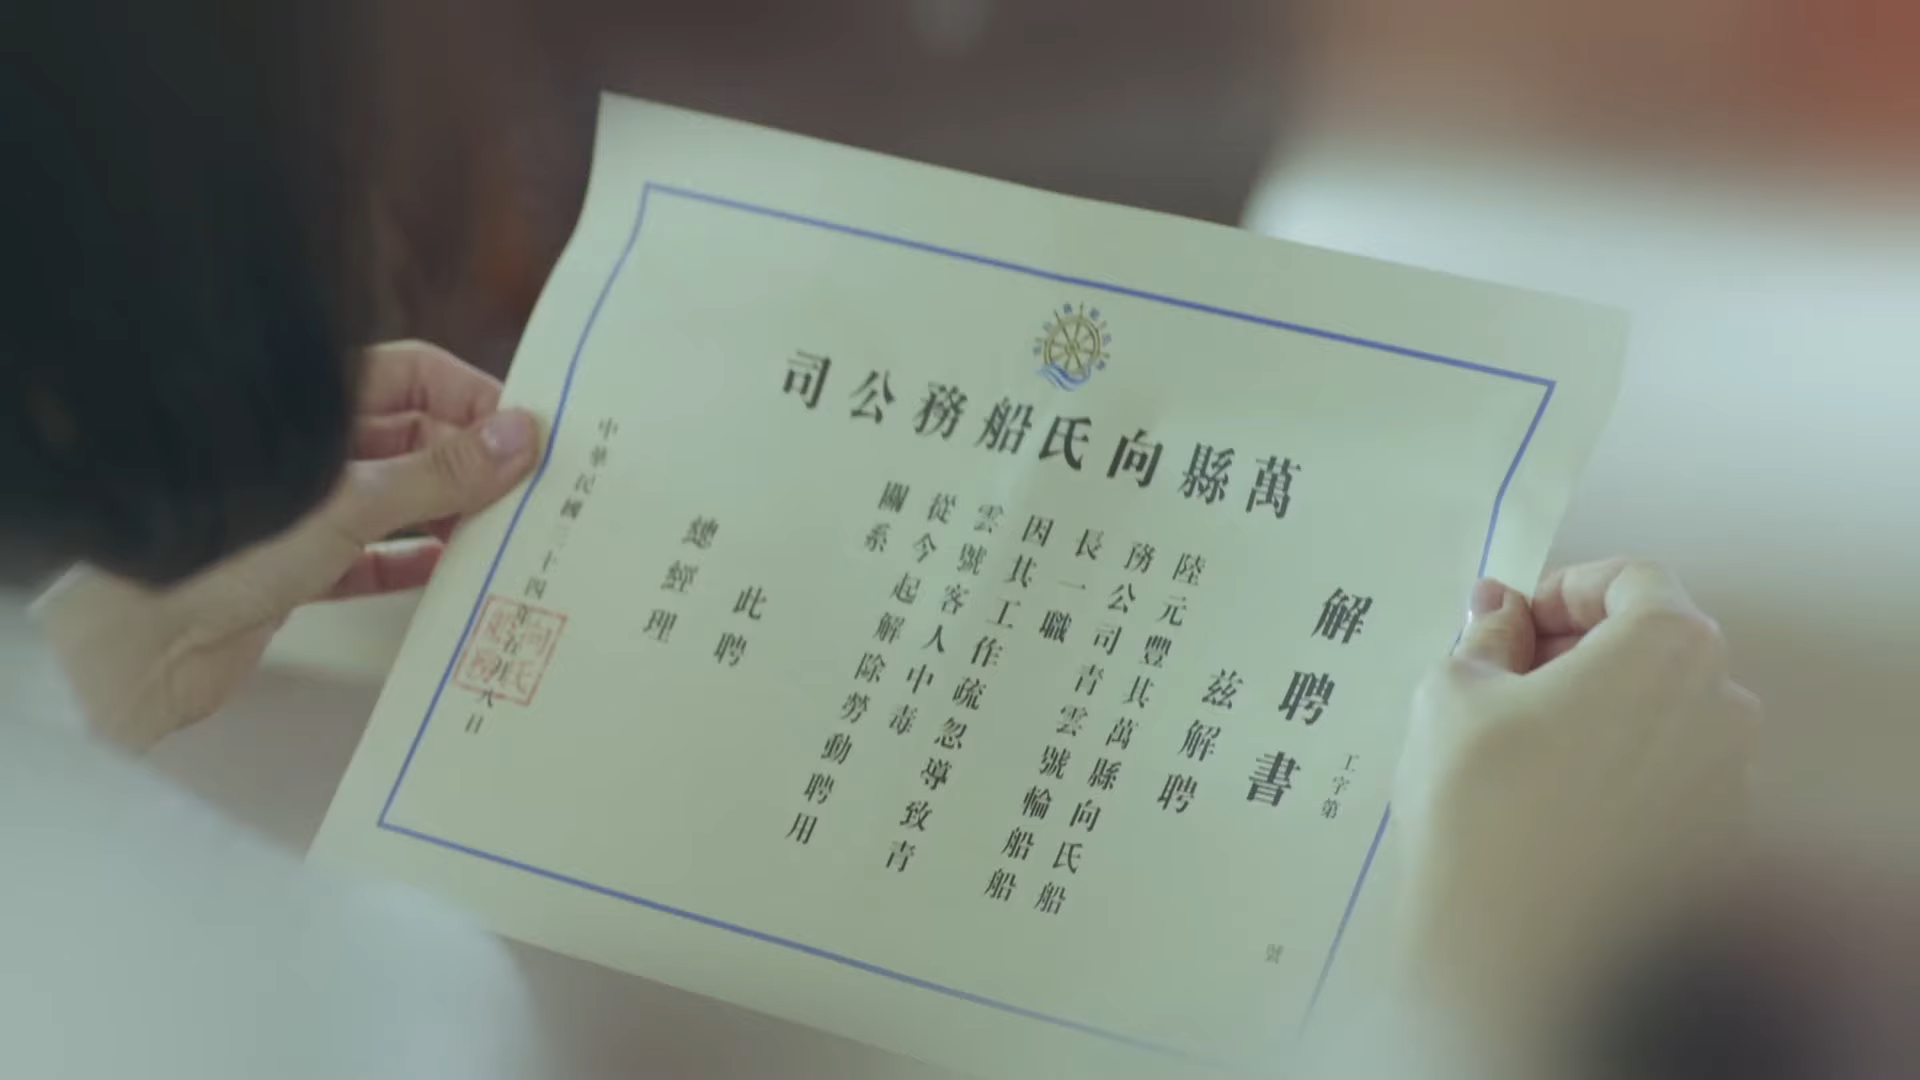 萬縣向氏船務公司
工字第 號
解聘書
茲解聘
陸元豐其萬縣向氏船
務公司青雲號輪船船
長一職
因其工作疏忽導致青
雲號客人中毒
從今起解除勞動聘用
關系
此聘
總經理
中華民國三十四年 月八日